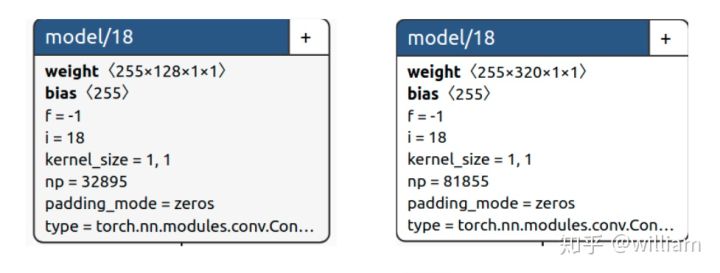 model/18 +
weight〈255×128×1×1〉
bias〈255〉
f = -1
i = 18
kernel_size = 1, 1
np = 32895
padding_mode = zeros
type = torch.nn.modules.conv.Con...
model/18 +
weight〈255×320×1×1〉
bias〈255〉
f = -1
i = 18
kernel_size = 1, 1
np = 81855
padding_mode = zeros
type = torch.nn.modules.conv.Con...
知乎 @william